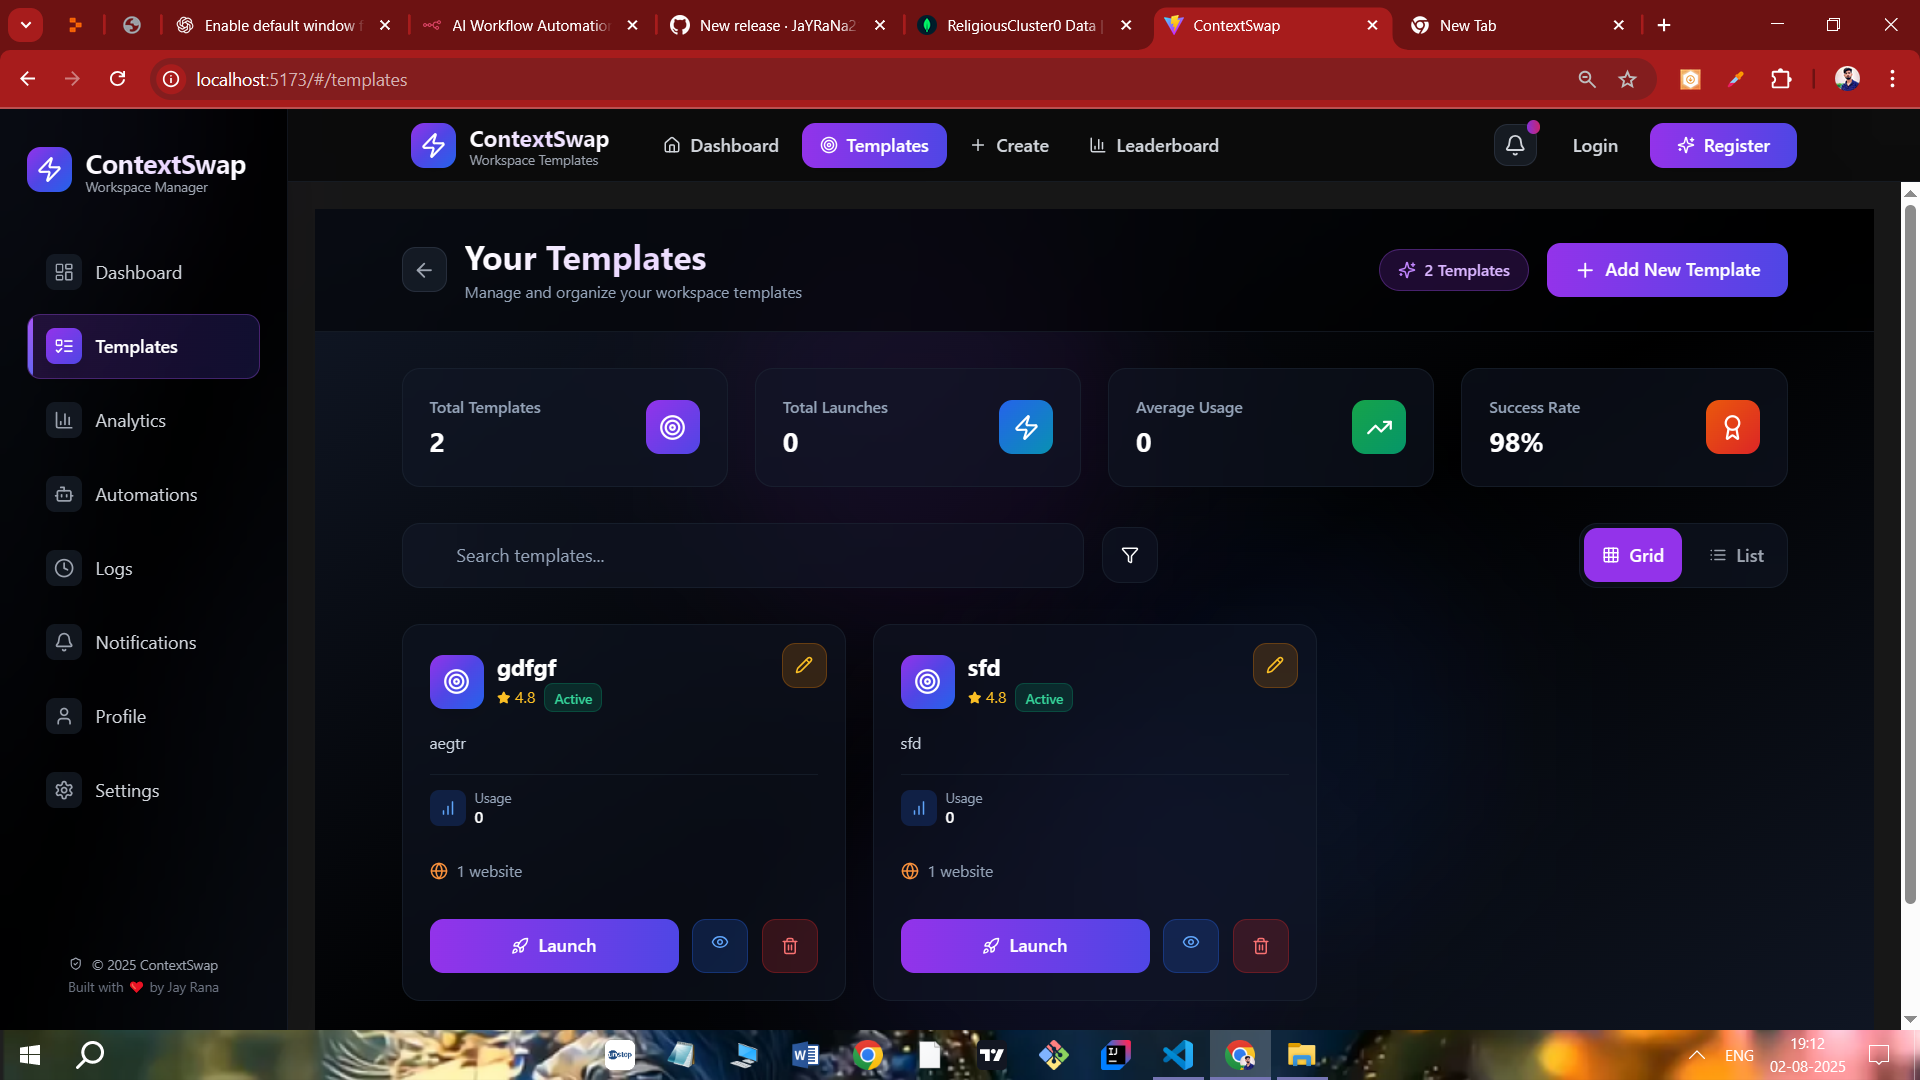 Enable default window f
AI Workflow Automatio
New release · JaYRaNa2
ReligiousCluster0 Data |
ContextSwap
New Tab
localhost:5173/#/templates
ContextSwap
Workspace Manager
Dashboard
Templates
Analytics
Automations
Logs
Notifications
Profile
Settings
© 2025 ContextSwap
Built with ❤️ by Jay Rana
ContextSwap
Workspace Templates
Dashboard
Templates
Create
Leaderboard
Login
Register
Your Templates
Manage and organize your workspace templates
2 Templates
Add New Template
Total Templates
2
Total Launches
0
Average Usage
0
Success Rate
98%
Search templates...
Grid
List
gdfgf
4.8 Active
aegtr
Usage
0
1 website
Launch
sfd
4.8 Active
sfd
Usage
0
1 website
Launch
unstop
ENG
19:12
02-08-2025